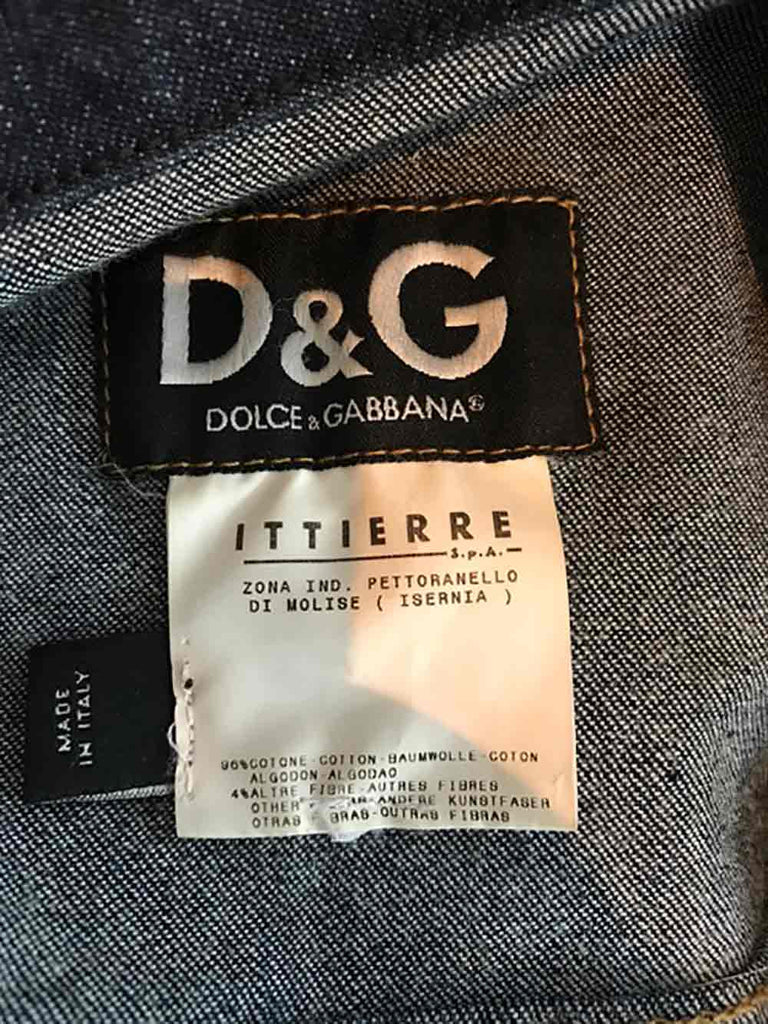 D&G
DOLCE & GABBANA®
ITTIERRE
S.p.A.
ZONA IND. PETTORANELLO
DI MOLISE ( ISERNIA )
MADE
IN ITALY
96%COTONE-COTTON-BAUMWOLLE-COTON
ALGODON-ALGODAO
4%ALTRE FIBRE-AUTRES FIBRES
OTHER ANDERE KUNSTFASER
OTRAS BRAS-OUTRAS FIBRAS